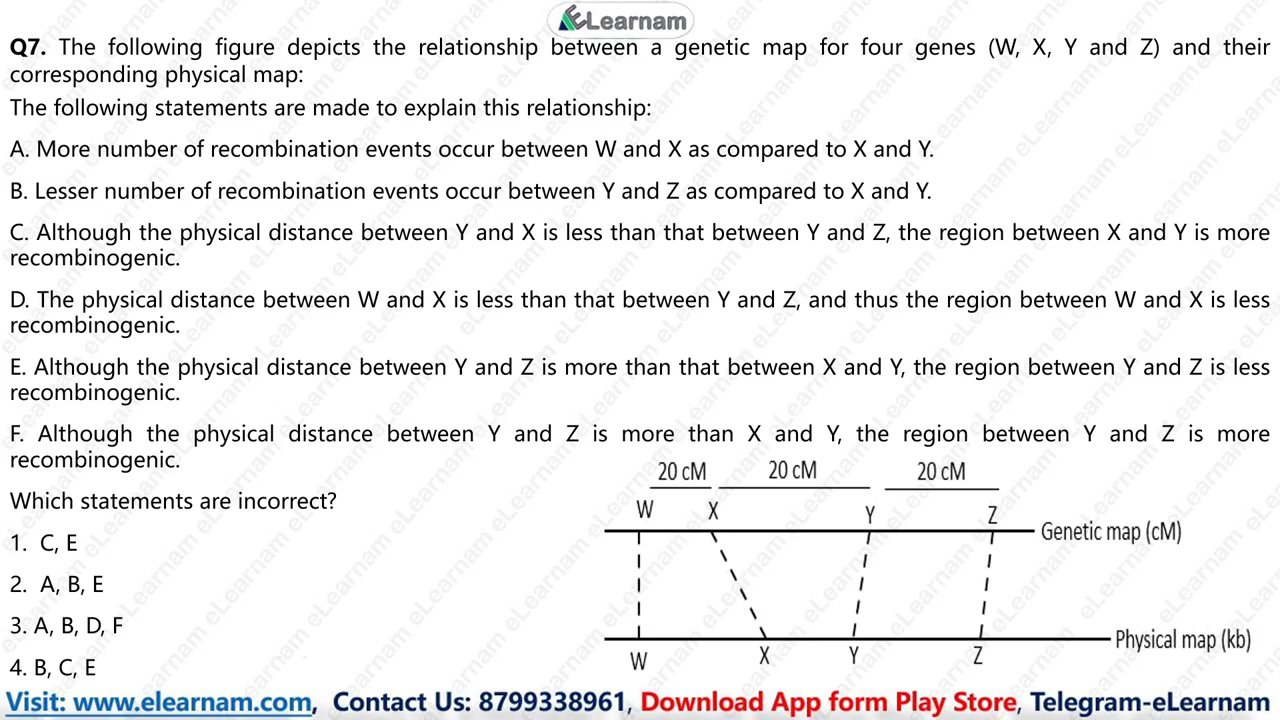 ELearnam
Q7. The following figure depicts the relationship between a genetic map for four genes (W, X, Y and Z) and their
corresponding physical map:
The following statements are made to explain this relationship:
A. More number of recombination events occur between W and X as compared to X and Y.
B. Lesser number of recombination events occur between Y and Z as compared to X and Y.
C. Although the physical distance between Y and X is less than that between Y and Z, the region between X and Y is more
recombinogenic.
D. The physical distance between W and X is less than that between Y and Z, and thus the region between W and X is less
recombinogenic.
E. Although the physical distance between Y and Z is more than that between X and Y, the region between Y and Z is less
recombinogenic.
F. Although the physical distance between Y and Z is more than X and Y, the region between Y and Z is more
recombinogenic.
20 cM 20 cM 20 cM
Which statements are incorrect?
W X Y Z
Genetic map (cM)
1. C, E
2. A, B, E
3. A, B, D, F
Physical map (kb)
W X Y Z
4. B, C, E
Visit: www.elearnam.com, Contact Us: 8799338961, Download App form Play Store, Telegram-eLearnam